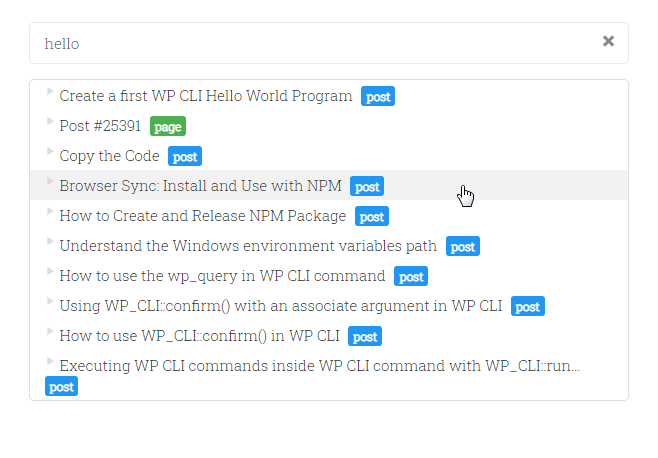 hello
Create a first WP CLI Hello World Program post
Post #25391 page
Copy the Code post
Browser Sync: Install and Use with NPM post
How to Create and Release NPM Package post
Understand the Windows environment variables path post
How to use the wp_query in WP CLI command post
Using WP_CLI::confirm() with an associate argument in WP CLI post
How to use WP_CLI::confirm() in WP CLI post
Executing WP CLI commands inside WP CLI command with WP_CLI::run...
post